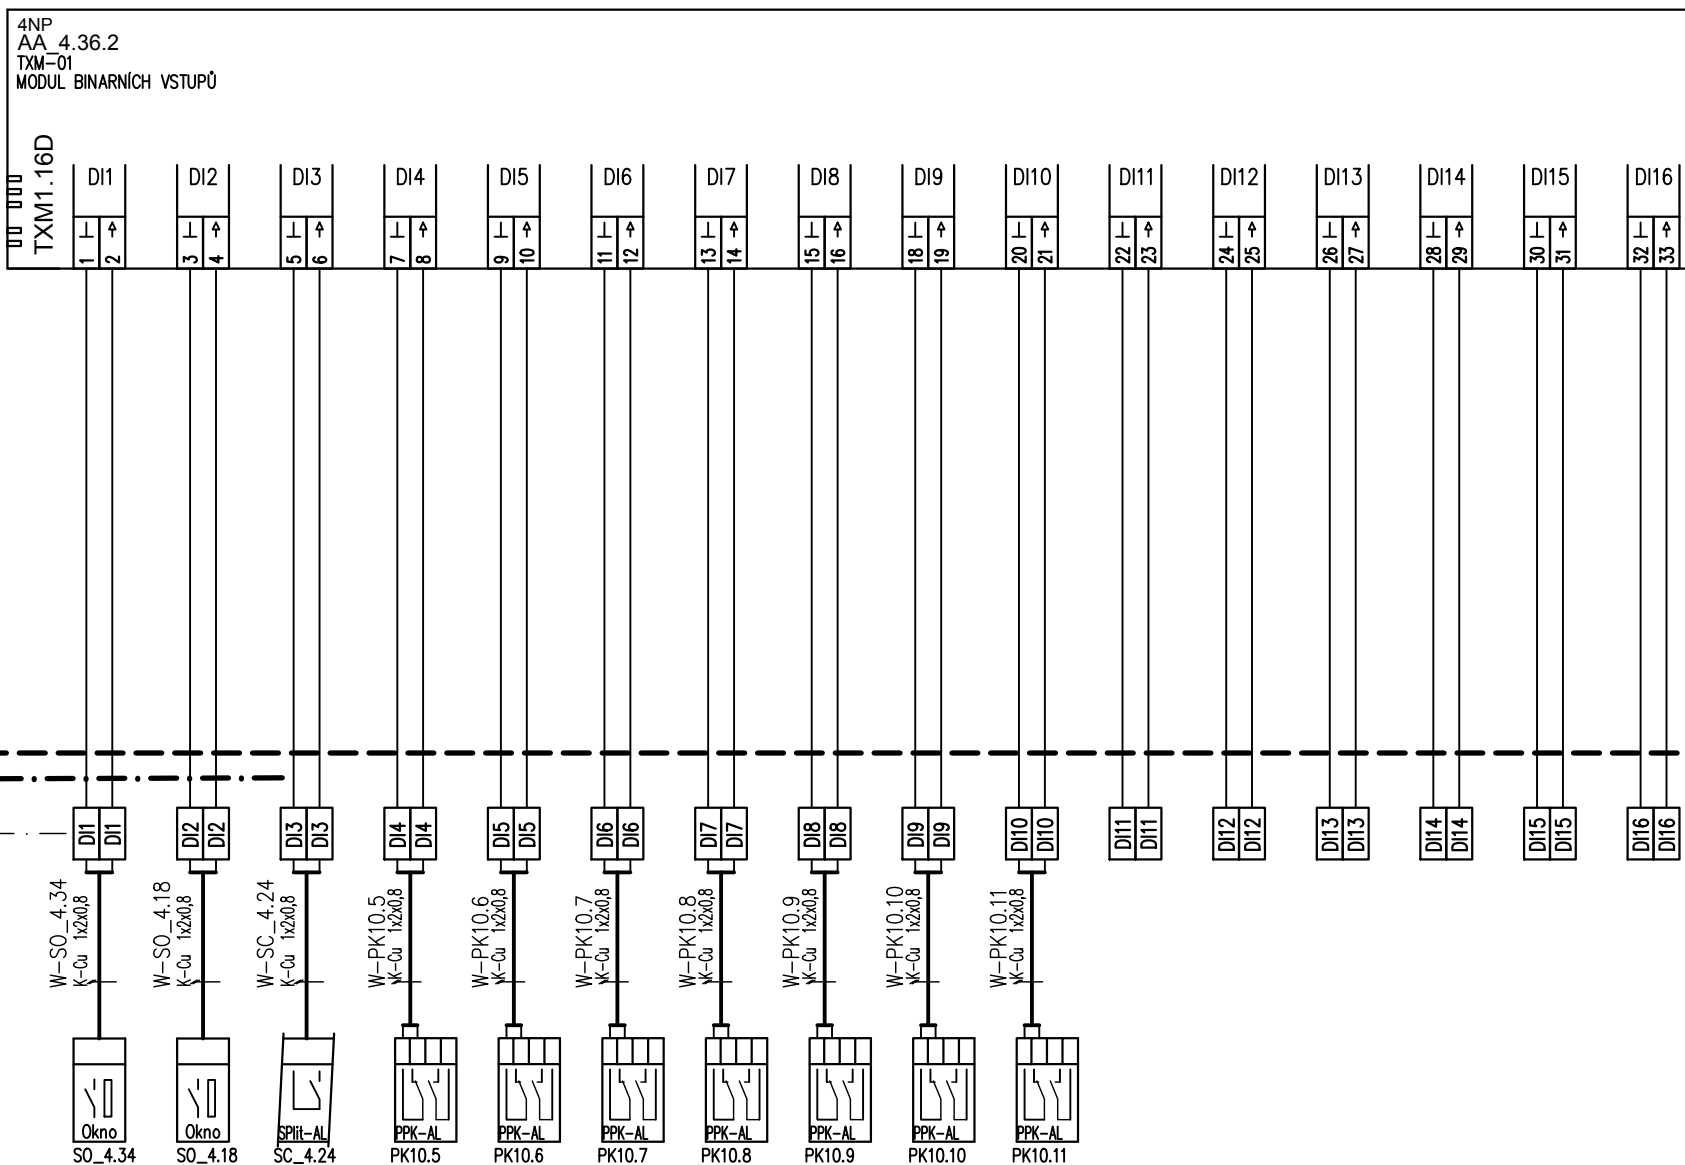 4NP
AA_4.36.2
TXM-01
MODUL BINARNÍCH VSTUPŮ
TXM1.16D
DI1 DI2 DI3 DI4 DI5 DI6 DI7 DI8 DI9 DI10 DI11 DI12 DI13 DI14 DI15 DI16
1 2 3 4 5 6 7 8 9 10 11 12 13 14 15 16 18 19 20 21 22 23 24 25 26 27 28 29 30 31 32 33
DI1 DI1 DI2 DI2 DI3 DI3 DI4 DI4 DI5 DI5 DI6 DI6 DI7 DI7 DI8 DI8 DI9 DI9 DI10 DI10 DI11 DI11 DI12 DI12 DI13 DI13 DI14 DI14 DI15 DI15 DI16 DI16
W-SO_4.34
K-Cu 1x2x0,8
W-SO_4.18
K-Cu 1x2x0,8
W-SC_4.24
K-Cu 1x2x0,8
W-PK10.5
K-Cu 1x2x0,8
W-PK10.6
K-Cu 1x2x0,8
W-PK10.7
K-Cu 1x2x0,8
W-PK10.8
K-Cu 1x2x0,8
W-PK10.9
K-Cu 1x2x0,8
W-PK10.10
K-Cu 1x2x0,8
W-PK10.11
K-Cu 1x2x0,8
Okno Okno SPlit-AL PPK-AL PPK-AL PPK-AL PPK-AL PPK-AL PPK-AL PPK-AL
SO_4.34 SO_4.18 SC_4.24 PK10.5 PK10.6 PK10.7 PK10.8 PK10.9 PK10.10 PK10.11